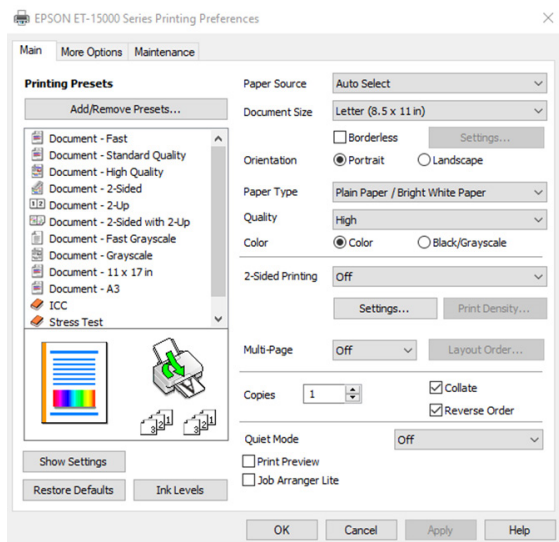 EPSON ET-15000 Series Printing Preferences
Main More Options Maintenance
Printing Presets
Add/Remove Presets...
Document - Fast
Document - Standard Quality
Document - High Quality
Document - 2-Sided
Document - 2-Up
Document - 2-Sided with 2-Up
Document - Fast Grayscale
Document - Grayscale
Document - 11 x 17 in
Document - A3
ICC
Stress Test
Show Settings
Restore Defaults Ink Levels
Paper Source Auto Select
Document Size Letter (8.5 x 11 in)
Borderless Settings...
Orientation Portrait Landscape
Paper Type Plain Paper / Bright White Paper
Quality High
Color Color Black/Grayscale
2-Sided Printing Off
Settings... Print Density...
Multi-Page Off Layout Order...
Copies 1 Collate
Reverse Order
Quiet Mode Off
Print Preview
Job Arranger Lite
OK Cancel Apply Help